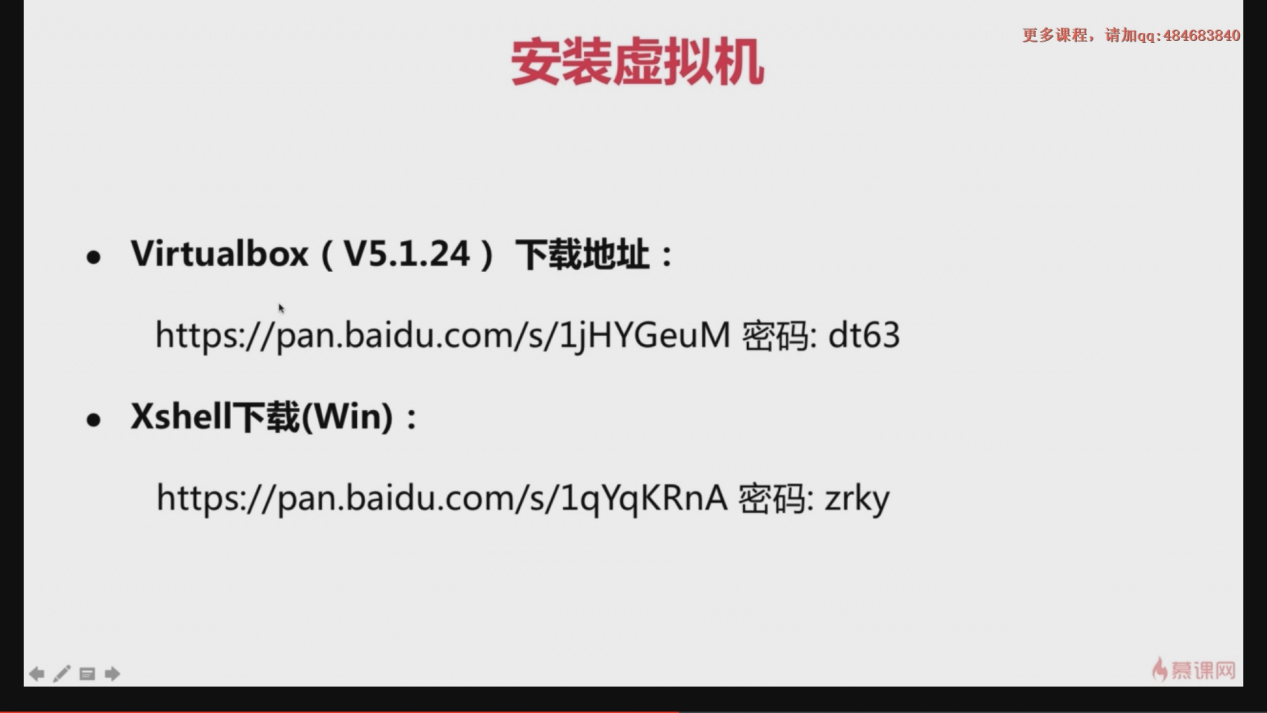 更多课程，请加qq:484683840
安装虚拟机
● Virtualbox（V5.1.24） 下载地址：
https://pan.baidu.com/s/1jHYGeuM 密码: dt63
● Xshell下载(Win)：
https://pan.baidu.com/s/1qYqKRnA 密码: zrky
慕课网